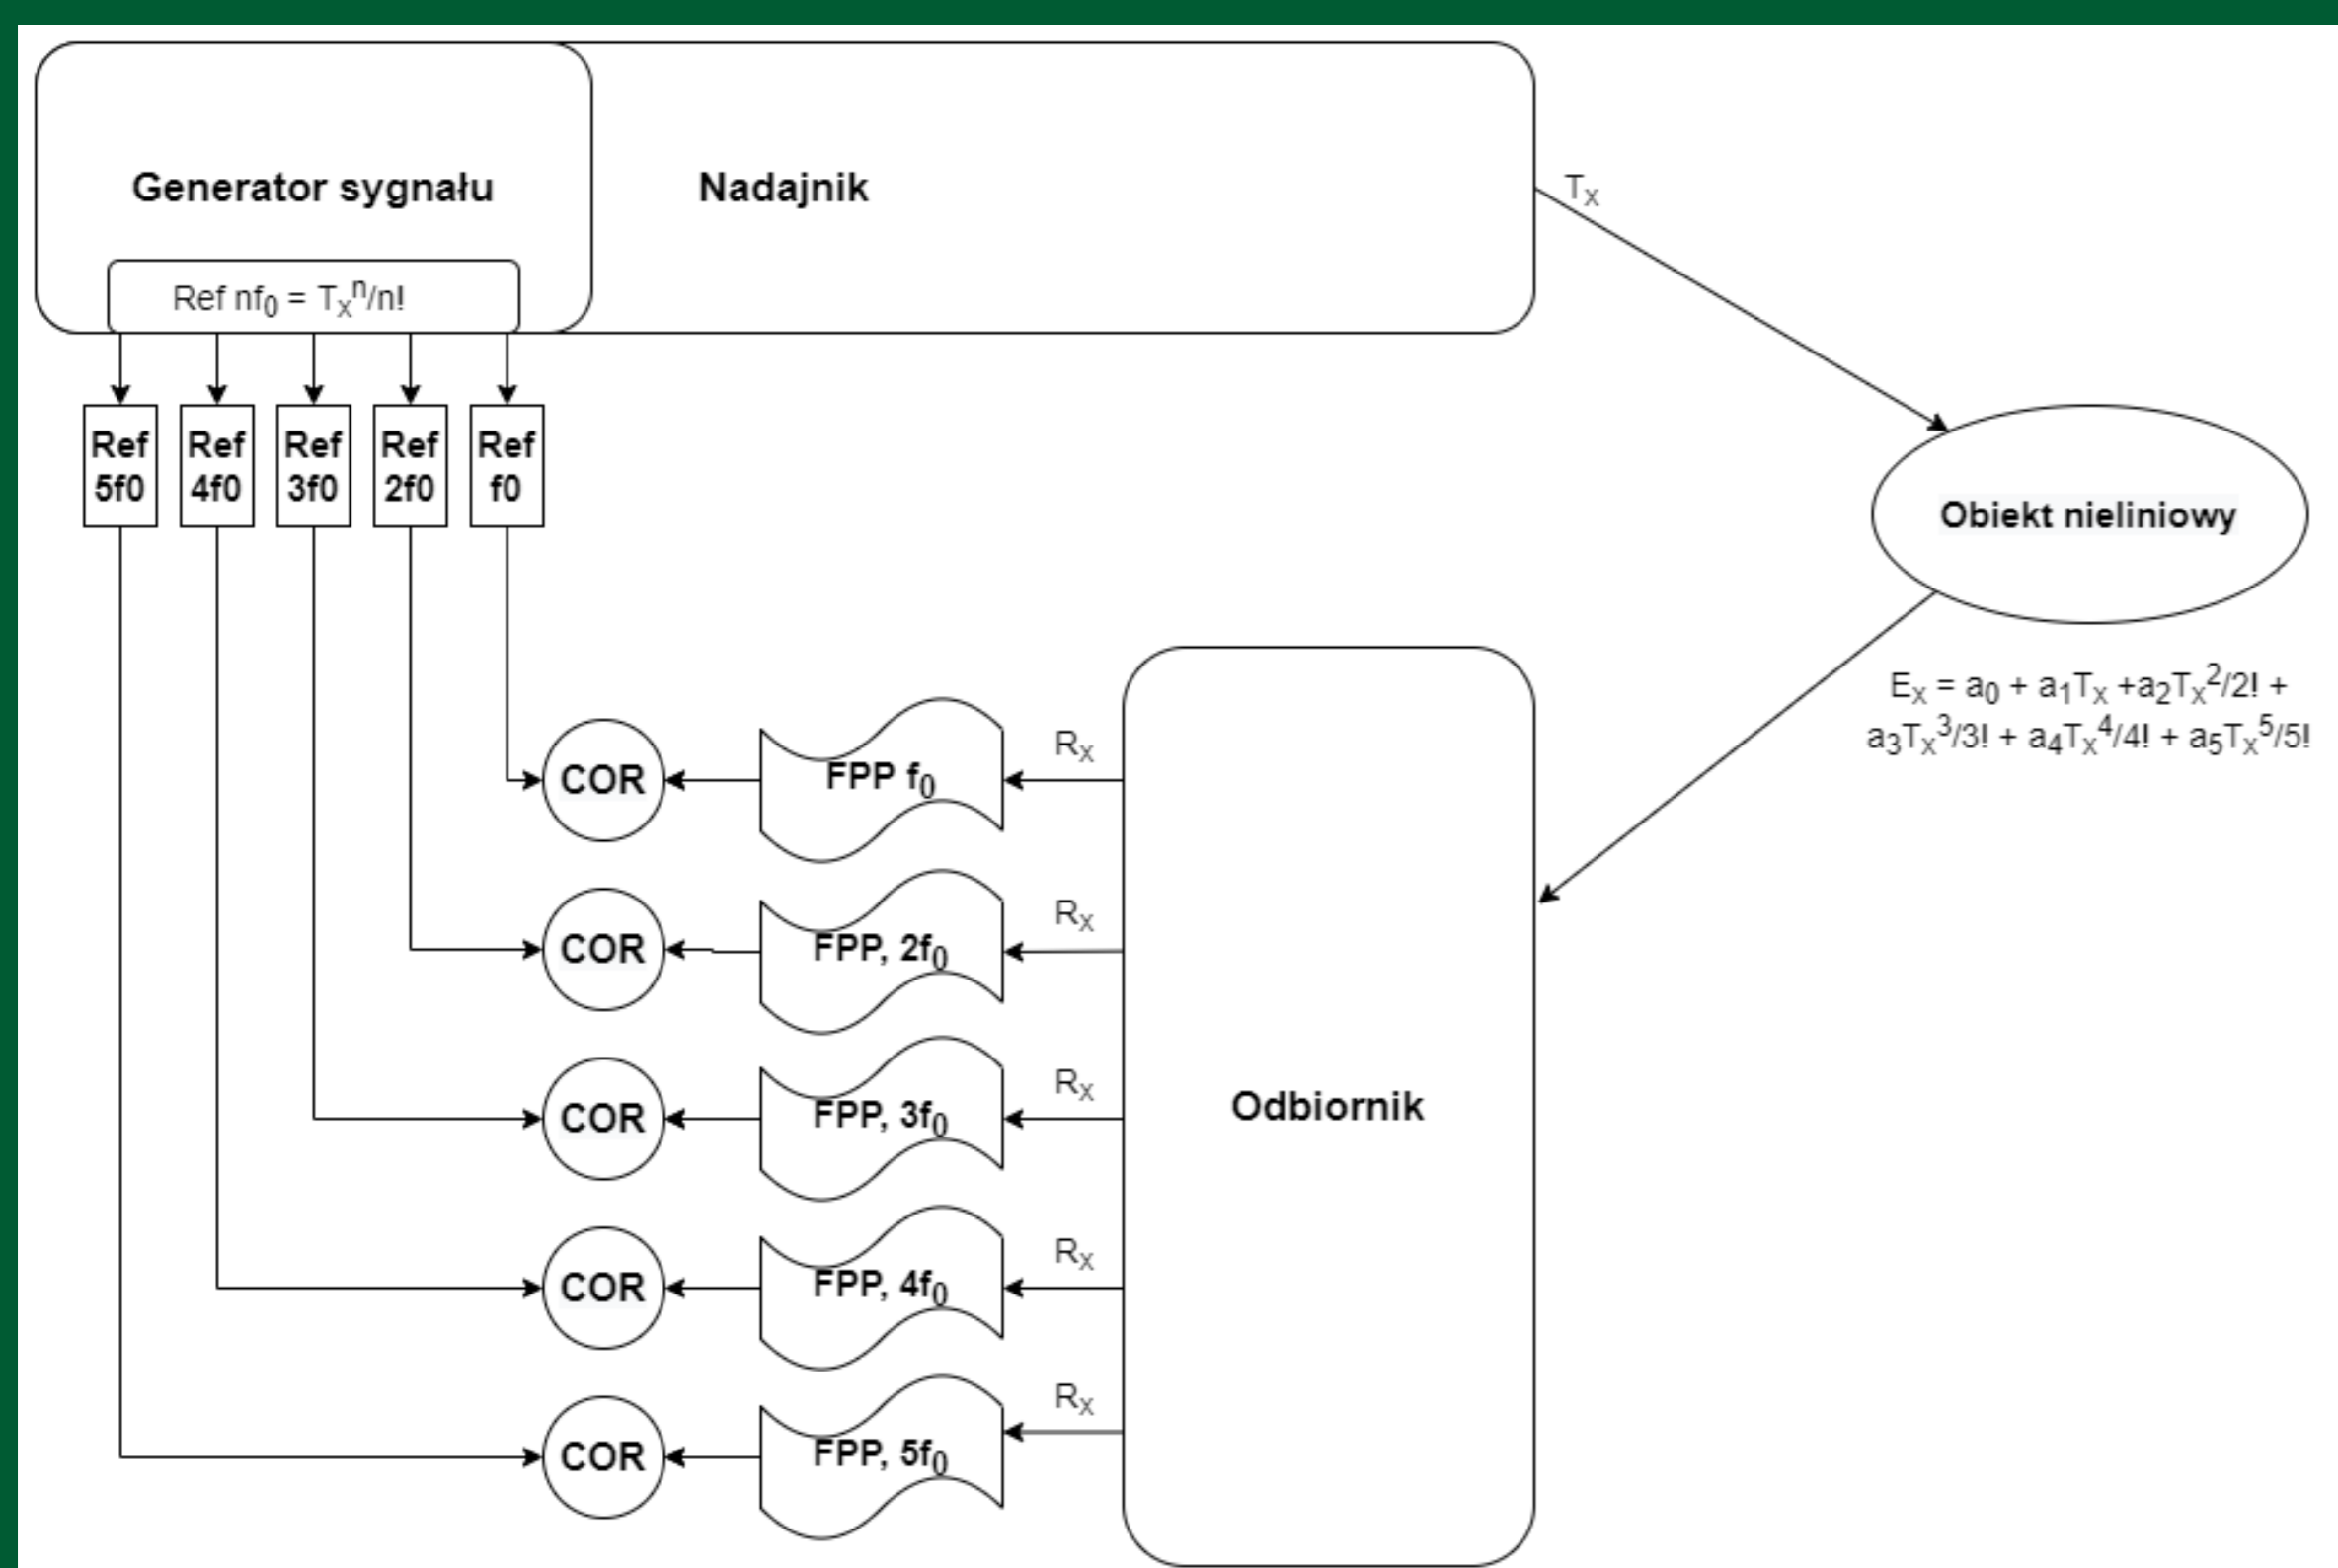 Generator sygnału
Nadajnik
Ref nf₀ = Tₓⁿ/n!
Tₓ
Ref
5f0
Ref
4f0
Ref
3f0
Ref
2f0
Ref
f0
Obiekt nieliniowy
Eₓ = a₀ + a₁Tₓ +a₂Tₓ²/2! +
a₃Tₓ³/3! + a₄Tₓ⁴/4! + a₅Tₓ⁵/5!
COR
FPP f₀
Rₓ
COR
FPP, 2f₀
Rₓ
COR
FPP, 3f₀
Rₓ
Odbiornik
COR
FPP, 4f₀
Rₓ
COR
FPP, 5f₀
Rₓ